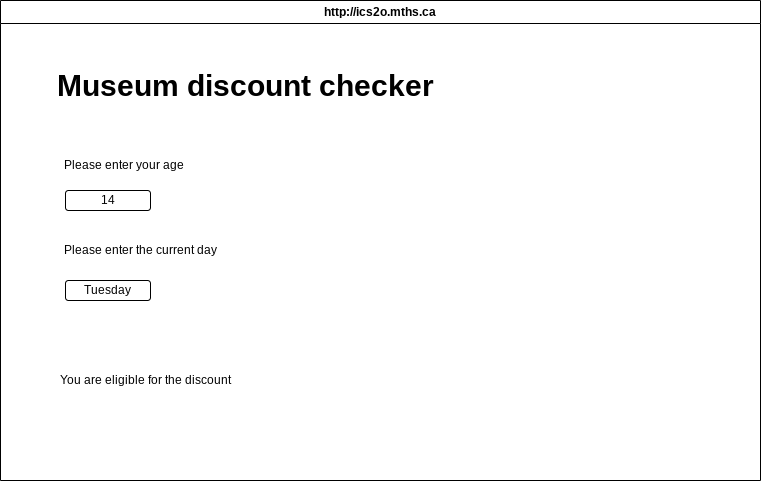 http://ics2o.mths.ca
Museum discount checker
Please enter your age
14
Please enter the current day
Tuesday
You are eligible for the discount